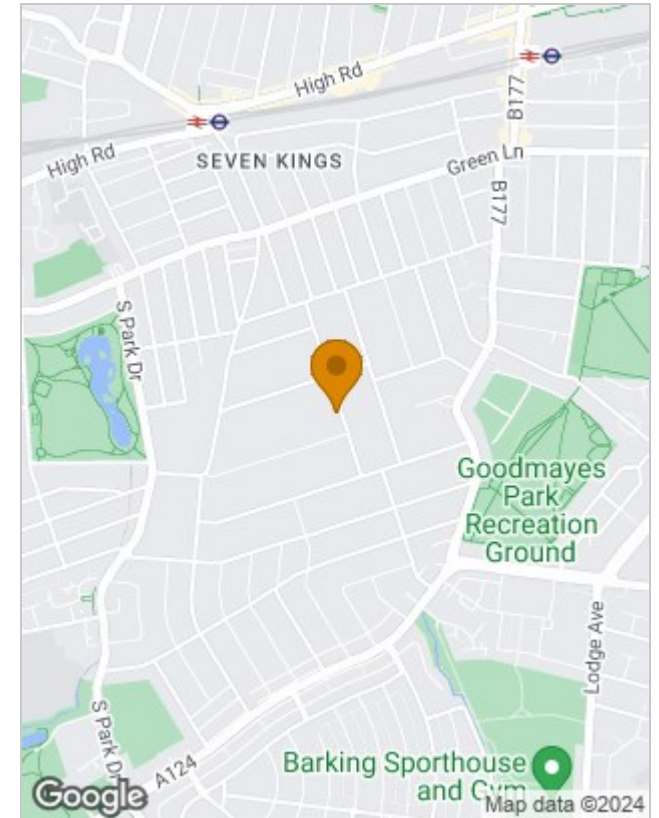 High Rd
B177
High Rd
SEVEN KINGS
Green Ln
B177
S Park Dr
Goodmayes
Park
Recreation
Ground
Lodge Ave
S Park Dr
A124
Barking Sporthouse
and Gym
Google
Map data ©2024